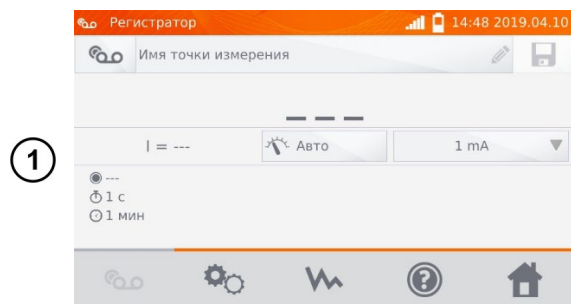 Регистратор 14:48 2019.04.10
Имя точки измерения
---
I = --- Авто 1 mA
1
---
1 с
1 мин
?